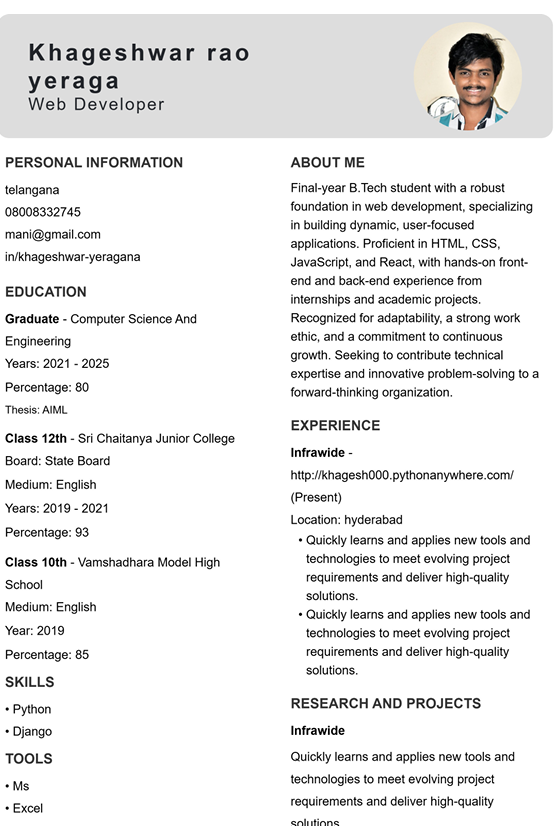 Khageshwar rao
yeraga
Web Developer
PERSONAL INFORMATION
telangana
08008332745
mani@gmail.com
in/khageshwar-yeragana
EDUCATION
Graduate - Computer Science And
Engineering
Years: 2021 - 2025
Percentage: 80
Thesis: AIML
Class 12th - Sri Chaitanya Junior College
Board: State Board
Medium: English
Years: 2019 - 2021
Percentage: 93
Class 10th - Vamshadhara Model High
School
Medium: English
Year: 2019
Percentage: 85
SKILLS
• Python
• Django
TOOLS
• Ms
• Excel
ABOUT ME
Final-year B.Tech student with a robust
foundation in web development, specializing
in building dynamic, user-focused
applications. Proficient in HTML, CSS,
JavaScript, and React, with hands-on front-
end and back-end experience from
internships and academic projects.
Recognized for adaptability, a strong work
ethic, and a commitment to continuous
growth. Seeking to contribute technical
expertise and innovative problem-solving to a
forward-thinking organization.
EXPERIENCE
Infrawide -
http://khagesh000.pythonanywhere.com/
(Present)
Location: hyderabad
• Quickly learns and applies new tools and
technologies to meet evolving project
requirements and deliver high-quality
solutions.
• Quickly learns and applies new tools and
technologies to meet evolving project
requirements and deliver high-quality
solutions.
RESEARCH AND PROJECTS
Infrawide
Quickly learns and applies new tools and
technologies to meet evolving project
requirements and deliver high-quality
solutions